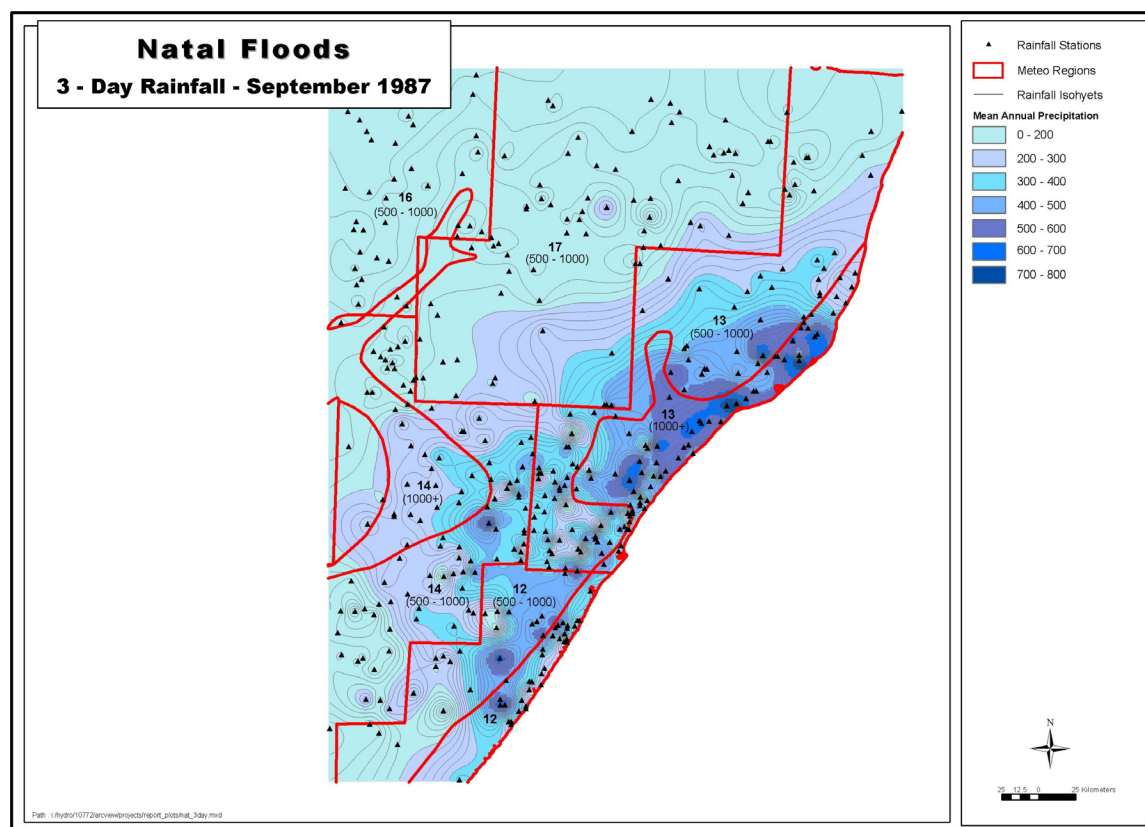 Natal Floods
3 - Day Rainfall - September 1987
Rainfall Stations
Meteo Regions
Rainfall Isohyets
Mean Annual Precipitation
0 - 200
200 - 300
300 - 400
400 - 500
500 - 600
600 - 700
700 - 800
16
(500 - 1000)
17
(500 - 1000)
13
(500 - 1000)
13
(1000+)
14
(1000+)
14
(500 - 1000)
12
(500 - 1000)
12
N
25 12.5 0 25 Kilometers
Path : i:/hydro/10772/arcview/projects/report_plots/nat_3day.mxd